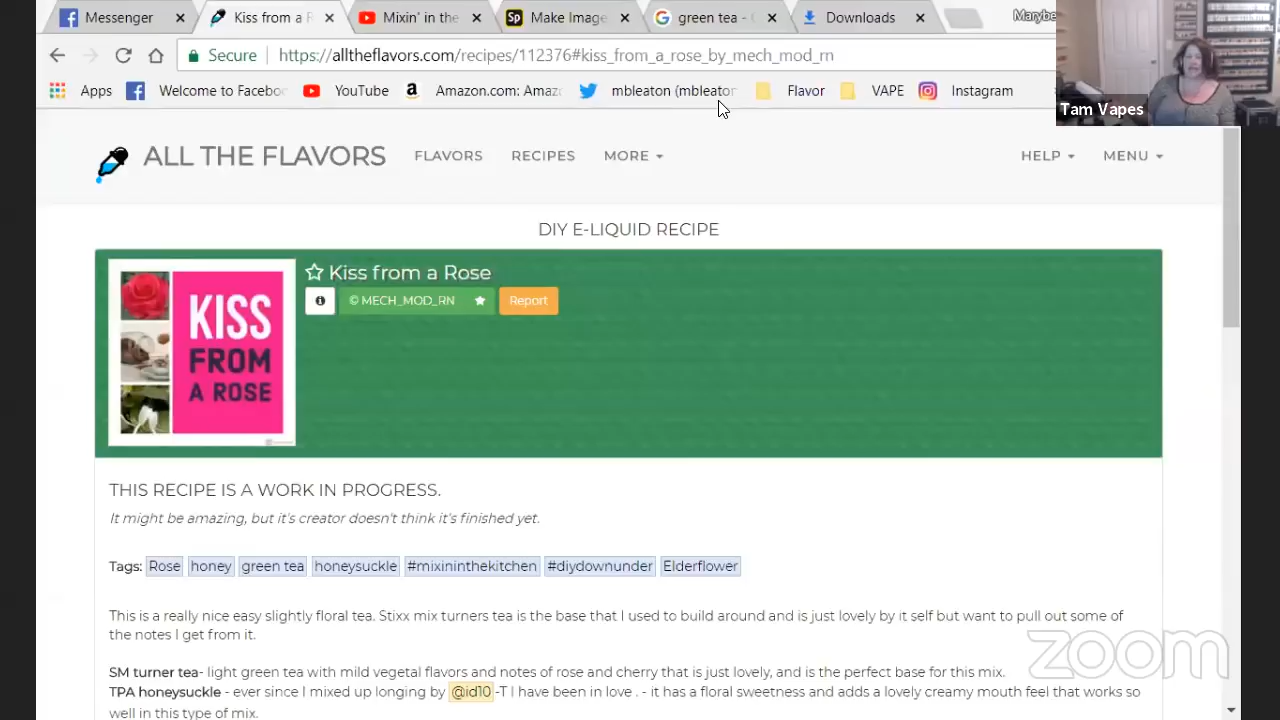 Messenger
Kiss from a R
Mixin' in the
green tea -
Downloads
Marybe
Secure
https://alltheflavors.com/recipes
#kiss_from_a_rose_by_mech_mod_r
Apps
Welcome to Faceboo
YouTube
Amazon.com: Ama
mbleaton (mbleaton
Flavor
VAPE
Instagram
Tam Vapes
ALL THE FLAVORS
FLAVORS
RECIPES
MORE
HELP
MENU
DIY E-LIQUID RECIPE
Kiss from a Rose
© MECH_MOD_RN
Report
KISS
FROM
A ROSE
THIS RECIPE IS A WORK IN PROGRESS.
It might be amazing, but it's creator doesn't think it's finished yet.
Tags: Rose honey green tea honeysuckle #mixininthekitchen #diydownunder Elderflower
This is a really nice easy slightly floral tea. Stixx mix turners tea is the base that I used to build around and is just lovely by it self but want to pull out some of
the notes I get from it.
SM turner tea- light green tea with mild vegetal flavors and notes of rose and cherry that is just lovely, and is the perfect base for this mix.
TPA honeysuckle - ever since I mixed up longing by @id10 -T I have been in love . - it has a floral sweetness and adds a lovely creamy mouth feel that works so
well in this type of mix.
zoom